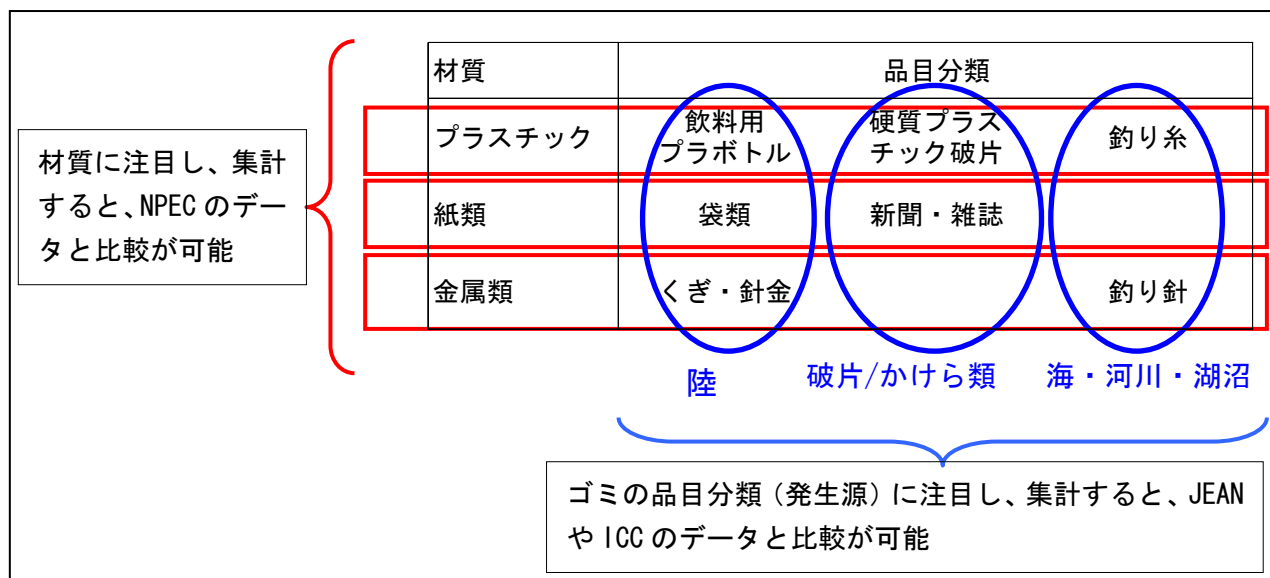 材質 品目分類
プラスチック 飲料用 プラボトル 硬質プラス チック破片 釣り糸
紙類 袋類 新聞・雑誌
金属類 くぎ・針金 釣り針
陸 破片/かけら類 海・河川・湖沼
材質に注目し、集計
すると、NPECのデー
タと比較が可能
ゴミの品目分類（発生源）に注目し、集計すると、JEAN
やICCのデータと比較が可能